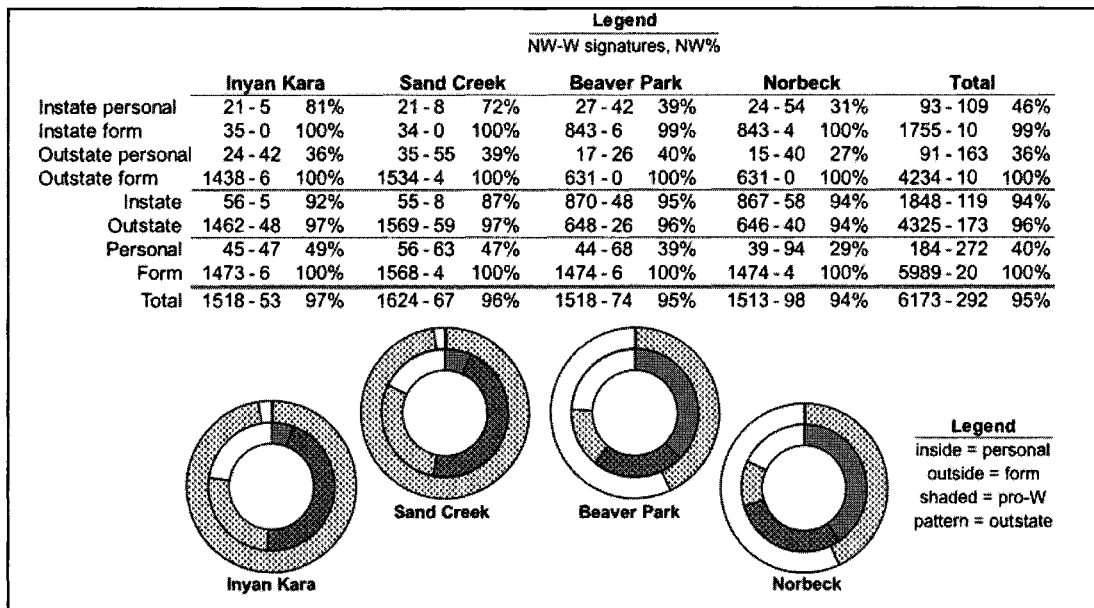 Legend
NW-W signatures, NW%
Inyan Kara Sand Creek Beaver Park Norbeck Total
Instate personal 21 - 5 81% 21 - 8 72% 27 - 42 39% 24 - 54 31% 93 - 109 46%
Instate form 35 - 0 100% 34 - 0 100% 843 - 6 99% 843 - 4 100% 1755 - 10 99%
Outstate personal 24 - 42 36% 35 - 55 39% 17 - 26 40% 15 - 40 27% 91 - 163 36%
Outstate form 1438 - 6 100% 1534 - 4 100% 631 - 0 100% 631 - 0 100% 4234 - 10 100%
Instate 56 - 5 92% 55 - 8 87% 870 - 48 95% 867 - 58 94% 1848 - 119 94%
Outstate 1462 - 48 97% 1569 - 59 97% 648 - 26 96% 646 - 40 94% 4325 - 173 96%
Personal 45 - 47 49% 56 - 63 47% 44 - 68 39% 39 - 94 29% 184 - 272 40%
Form 1473 - 6 100% 1568 - 4 100% 1474 - 6 100% 1474 - 4 100% 5989 - 20 100%
Total 1518 - 53 97% 1624 - 67 96% 1518 - 74 95% 1513 - 98 94% 6173 - 292 95%
Inyan Kara
Sand Creek
Beaver Park
Norbeck
Legend
inside = personal
outside = form
shaded = pro-W
pattern = outstate